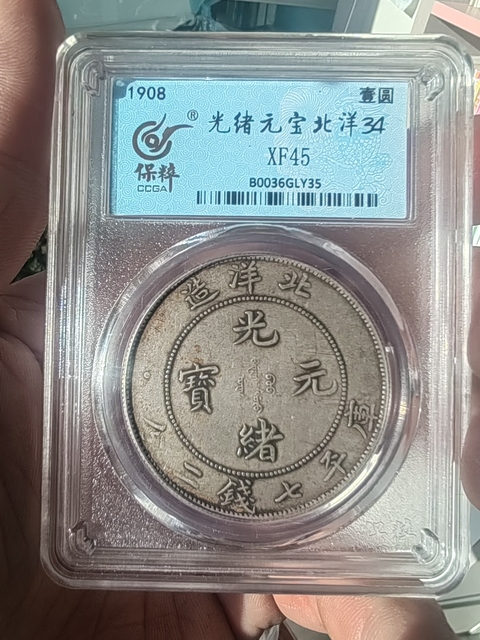 1908 壹圆
® 光绪元宝北洋34
保粹
CCGA
XF45
B0036GLY35
造洋北
光
寶 元
緒
庫平七錢二分